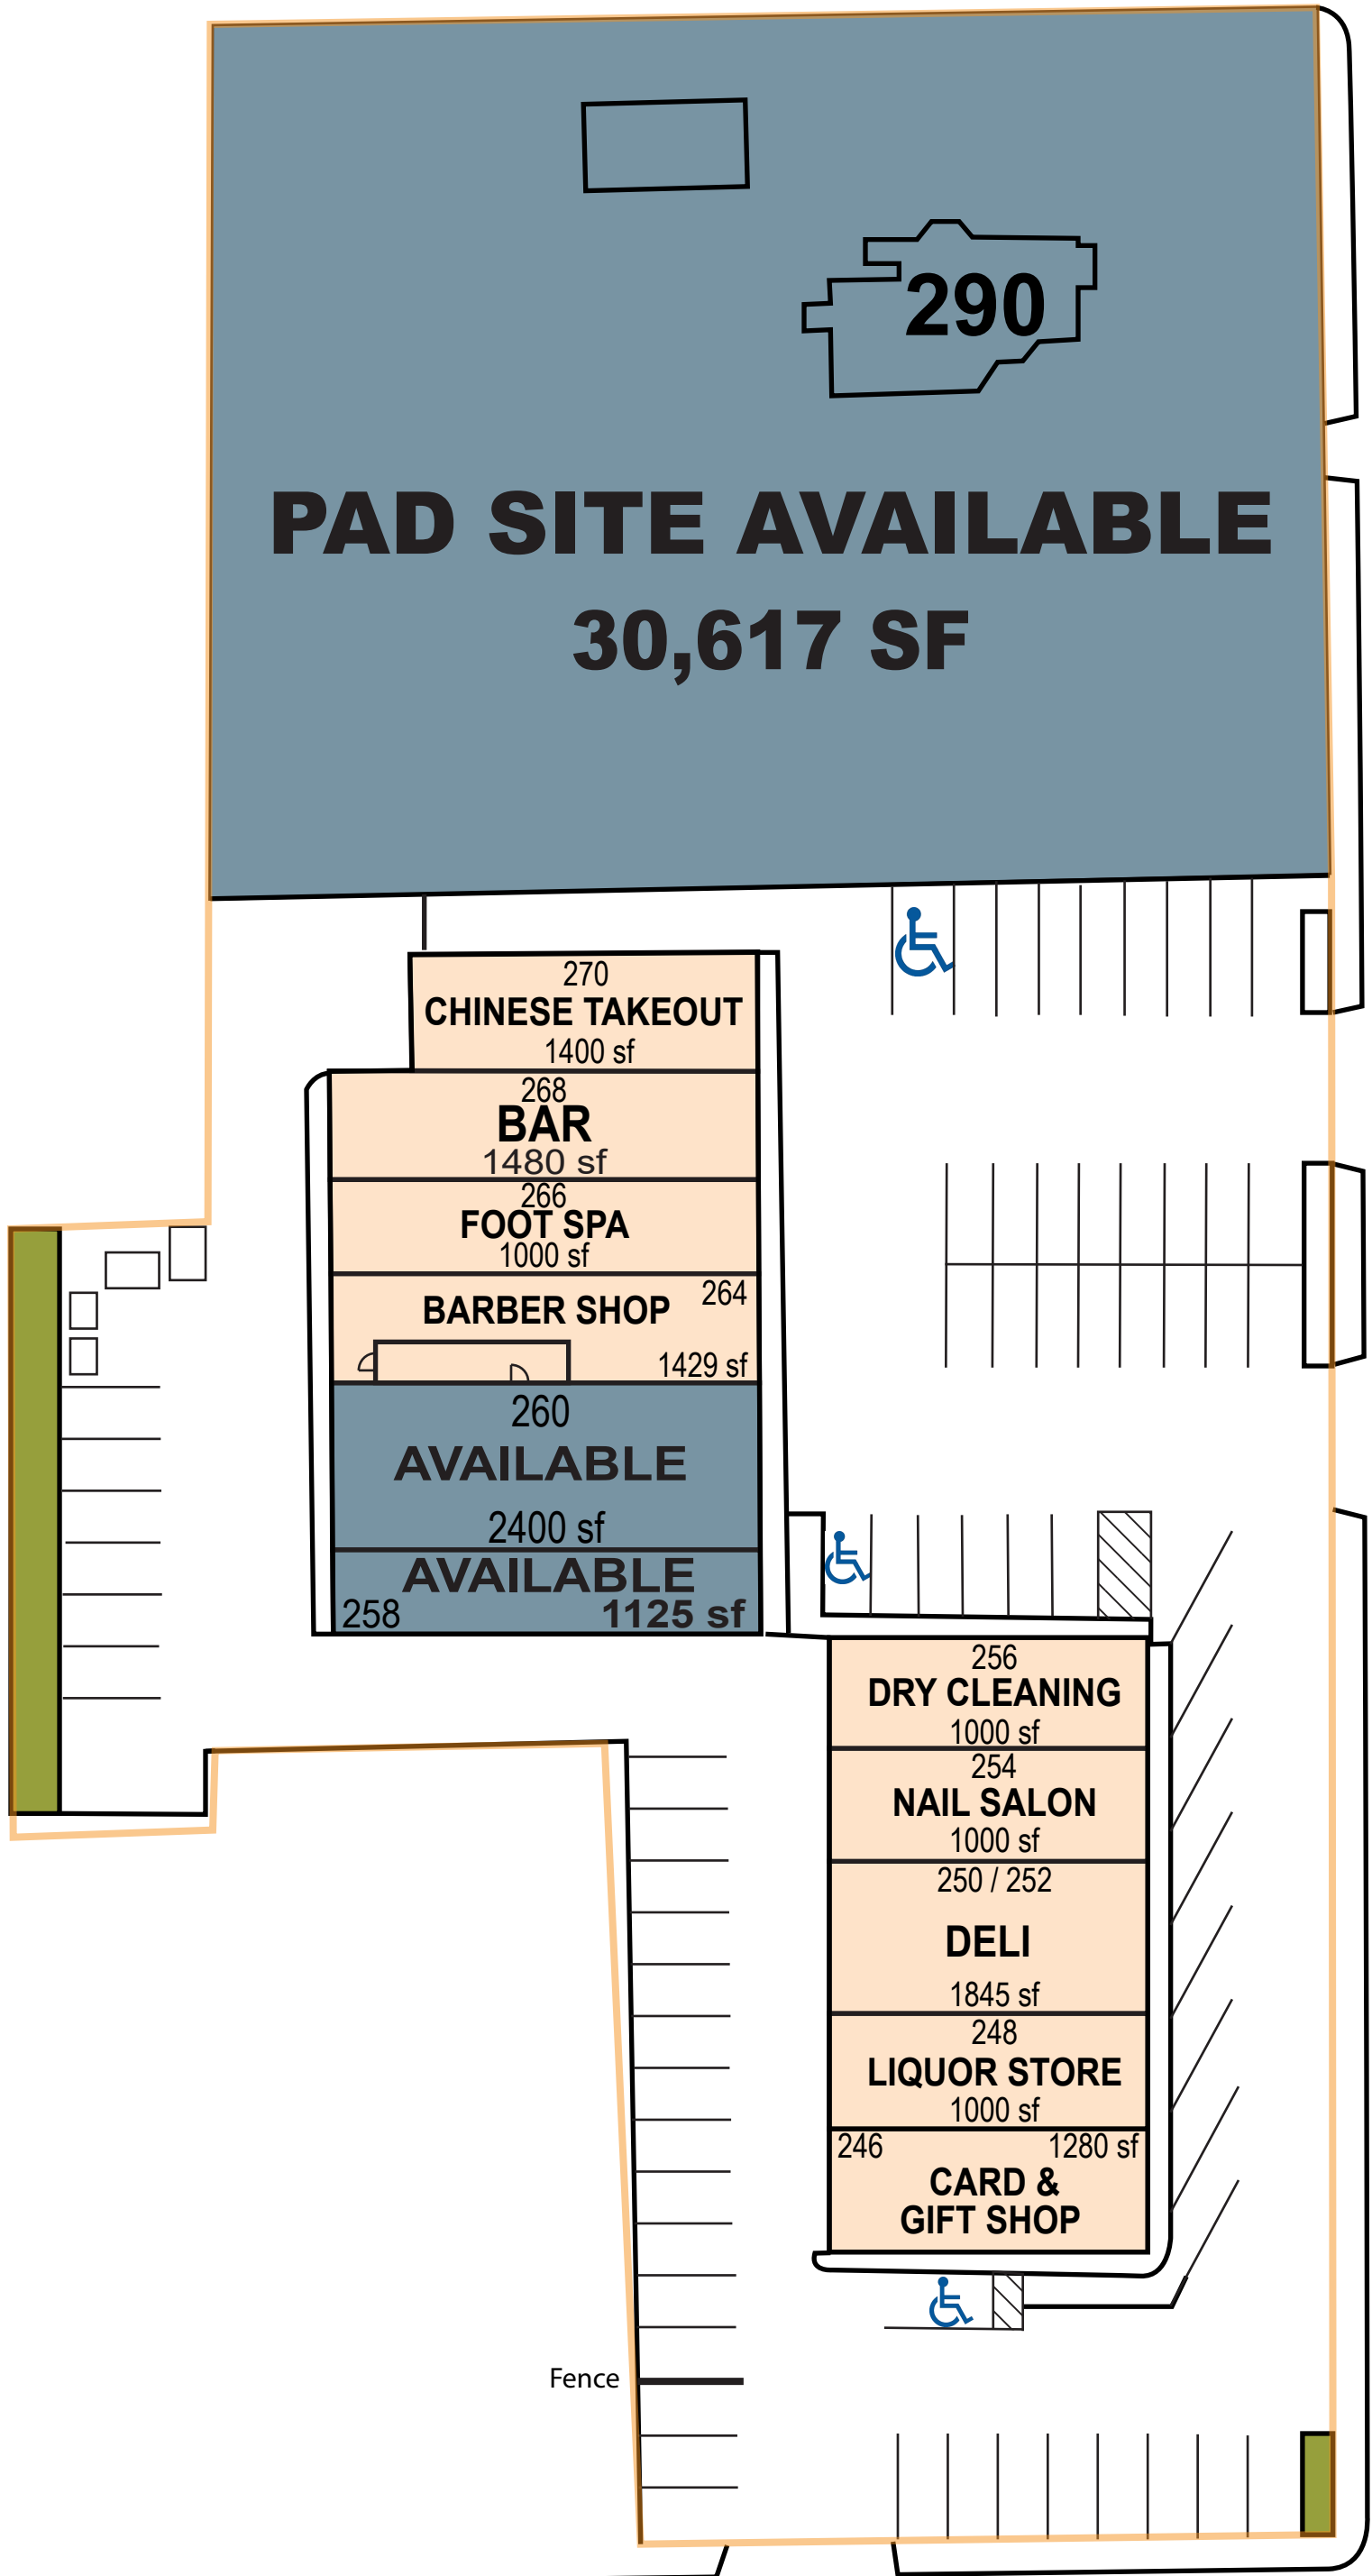 290
PAD SITE AVAILABLE
30,617 SF
270
CHINESE TAKEOUT
1400 sf
268
BAR
1480 sf
266
FOOT SPA
1000 sf
264
BARBER SHOP
1429 sf
260
AVAILABLE
2400 sf
AVAILABLE
258 1125 sf
256
DRY CLEANING
1000 sf
254
NAIL SALON
1000 sf
250 / 252
DELI
1845 sf
248
LIQUOR STORE
1000 sf
246 1280 sf
CARD &
GIFT SHOP
Fence